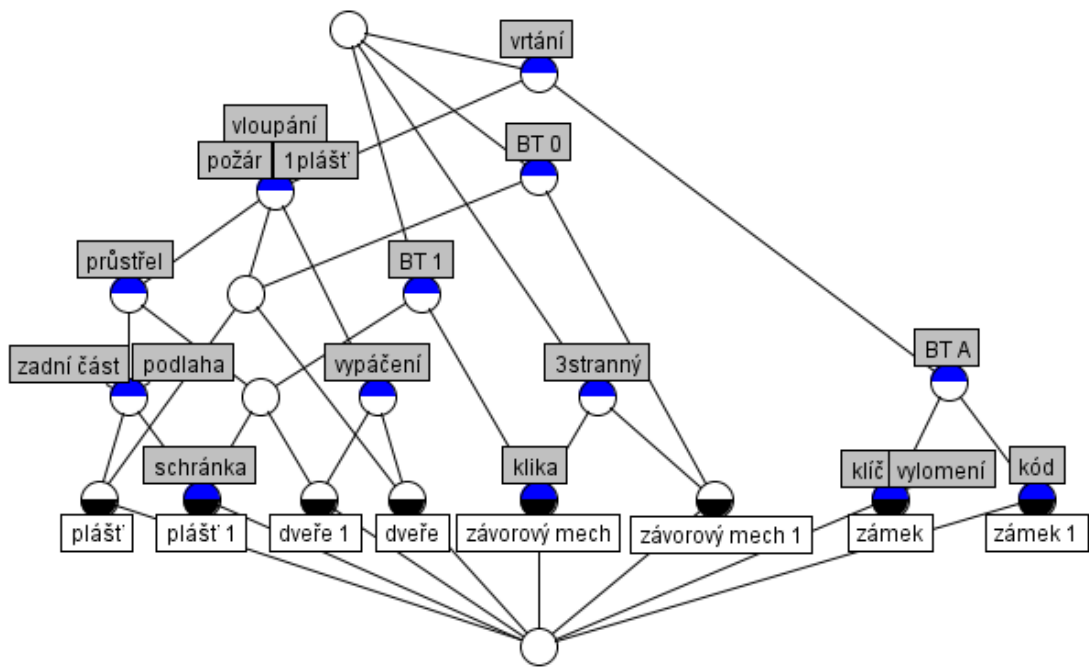 vrtání
vloupání
BT 0
požár 1plášť
průstřel
BT 1
zadní část
podlaha
vypáčení
3stranný
BT A
schránka
klika
klíč
vylomení
kód
plášť
plášť 1
dveře 1
dveře
závorový mech
závorový mech 1
zámek
zámek 1